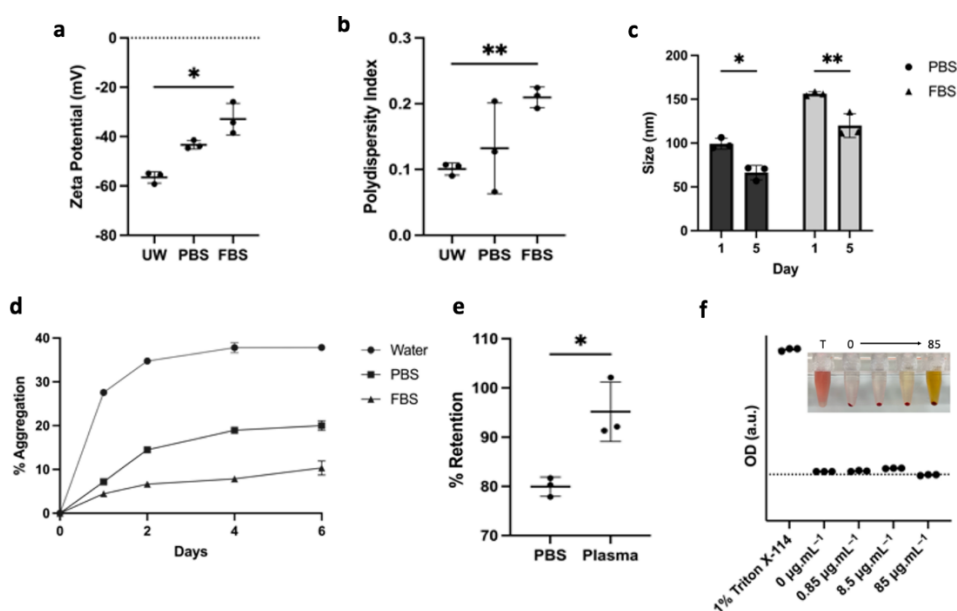 a
Zeta Potential (mV)
0
-20
-40
-60
-80
*
UW PBS FBS
b
Polydispersity Index
0.3
0.2
0.1
0.0
**
UW PBS FBS
c
Size (nm)
200
150
100
50
0
* **
PBS
FBS
1 5 1 5
Day
d
% Aggregation
40
30
20
10
0
0 2 4 6
Days
Water
PBS
FBS
e
% Retention
110
100
90
80
70
*
PBS Plasma
f
OD (a.u.)
T 0 85
1% Triton X-114
0 µg.mL⁻¹
0.85 µg.mL⁻¹
8.5 µg.mL⁻¹
85 µg.mL⁻¹